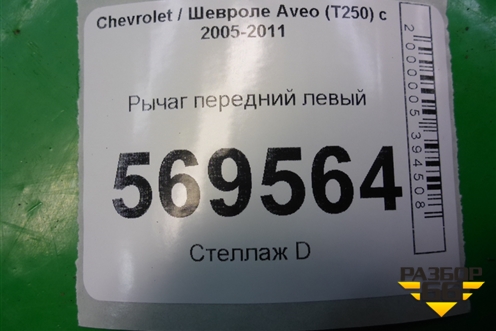 Chevrolet / Шевроле Aveo (T250) с
2005-2011
Рычаг передний левый
569564
Стеллаж D
2000005394508
РАЗБОР